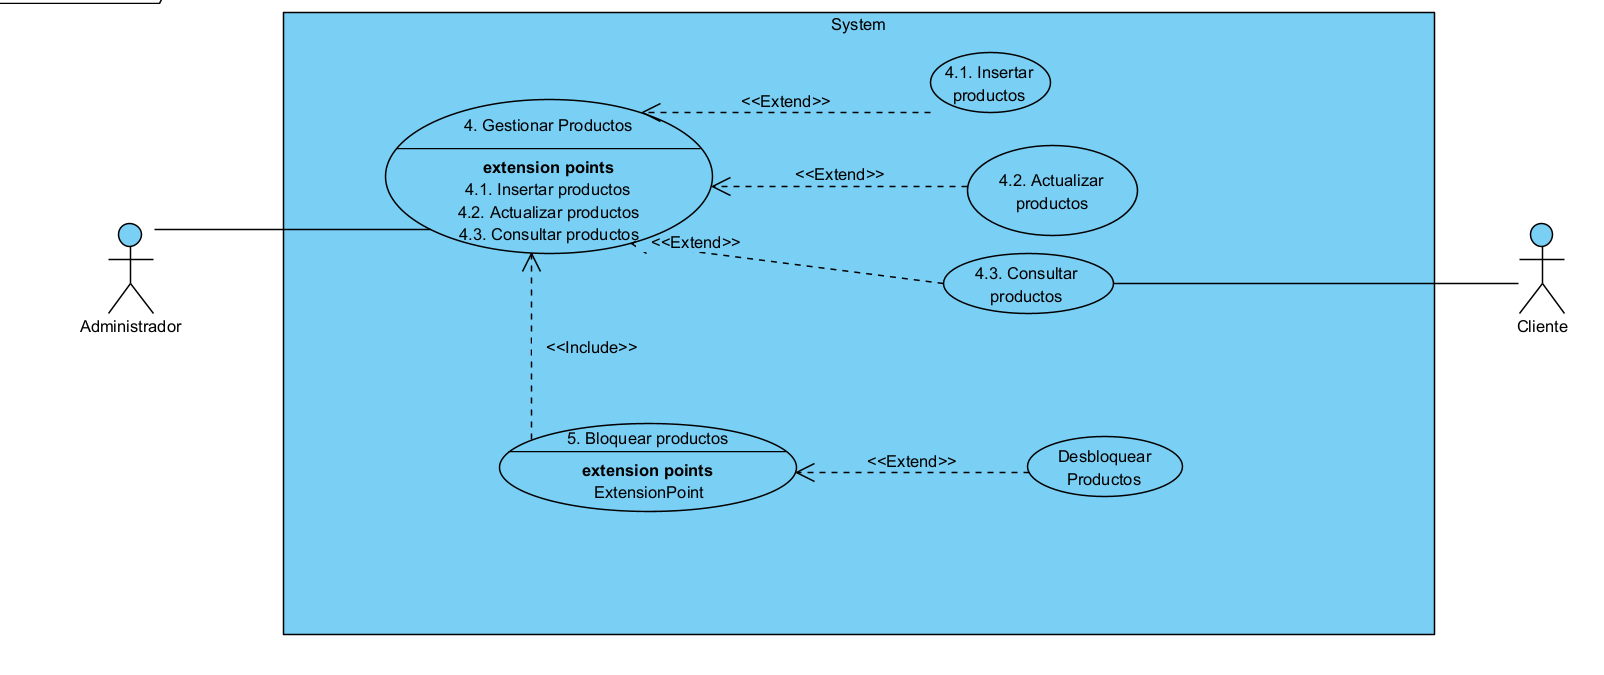 System
4.1. Insertar
productos
<<Extend>>
4. Gestionar Productos
extension points
4.1. Insertar productos
4.2. Actualizar productos
4.3. Consultar productos
<<Extend>>
4.2. Actualizar
productos
<<Extend>>
4.3. Consultar
productos
Administrador
Cliente
<<Include>>
5. Bloquear productos
extension points
ExtensionPoint
<<Extend>>
Desbloquear
Productos